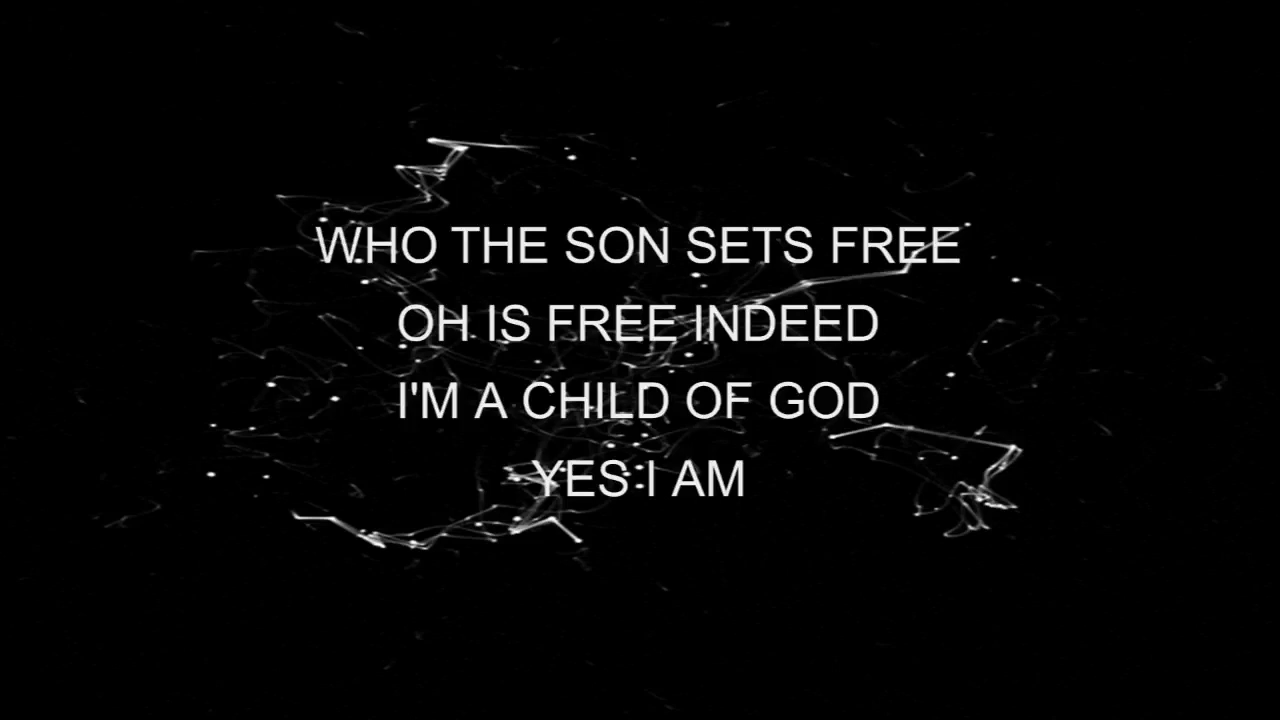 WHO THE SON SETS FREE
OH IS FREE INDEED
I'M A CHILD OF GOD
YES I AM